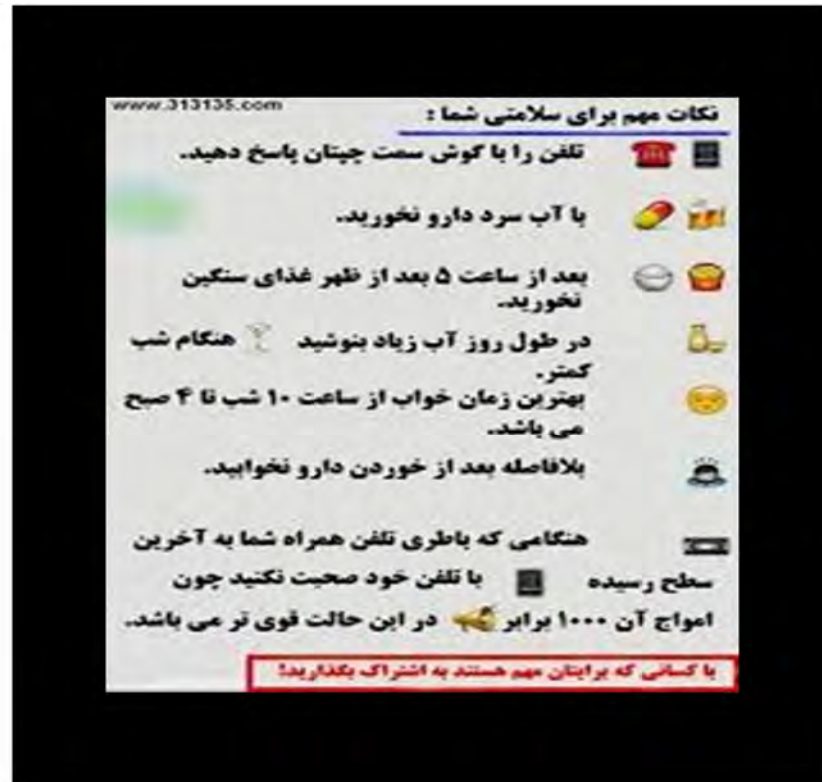 www.313135.com
نکات مهم برای سلامتی شما :
تلفن را با گوش سمت چپتان پاسخ دهید.
با آب سرد دارو نخورید.
بعد از ساعت ۵ بعد از ظهر غذای سنگین
نخورید.
در طول روز آب زیاد بنوشید هنگام شب
کمتر.
بهترین زمان خواب از ساعت ۱۰ شب تا ۴ صبح
می باشد.
بلافاصله بعد از خوردن دارو نخوابید.
هنگامی که باطری تلفن همراه شما به آخرین
سطح رسیده با تلفن خود صحبت نکنید چون
امواج آن ۱۰۰۰ برابر در این حالت قوی تر می باشد.
با کسانی که برایتان مهم هستند به اشتراک بگذارید!